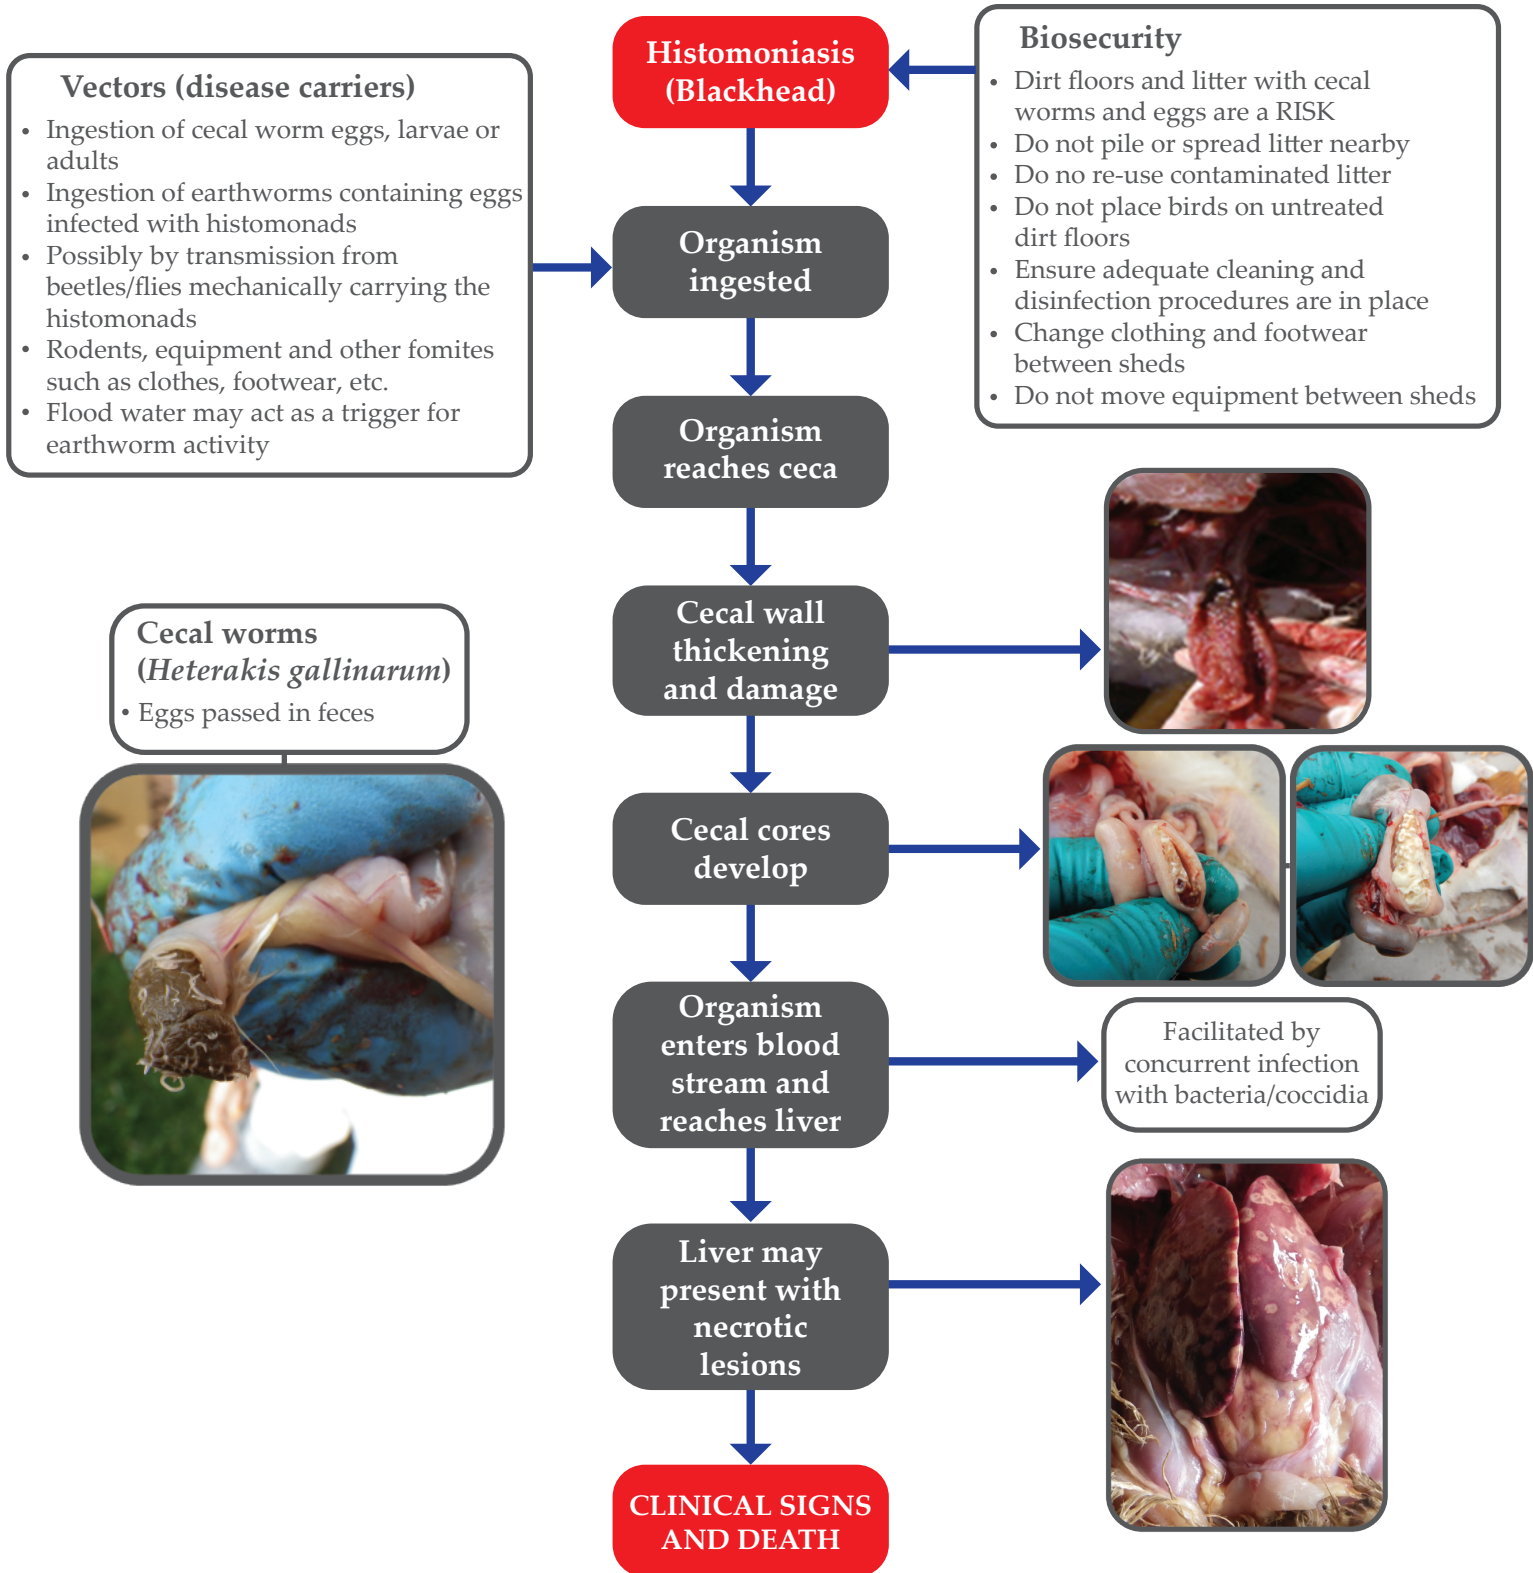 Histomoniasis
(Blackhead)
Vectors (disease carriers)
• Ingestion of cecal worm eggs, larvae or
adults
• Ingestion of earthworms containing eggs
infected with histomonads
• Possibly by transmission from
beetles/flies mechanically carrying the
histomonads
• Rodents, equipment and other fomites
such as clothes, footwear, etc.
• Flood water may act as a trigger for
earthworm activity
Biosecurity
• Dirt floors and litter with cecal
worms and eggs are a RISK
• Do not pile or spread litter nearby
• Do no re-use contaminated litter
• Do not place birds on untreated
dirt floors
• Ensure adequate cleaning and
disinfection procedures are in place
• Change clothing and footwear
between sheds
• Do not move equipment between sheds
Organism
ingested
Organism
reaches ceca
Cecal wall
thickening
and damage
Cecal worms
(Heterakis gallinarum)
• Eggs passed in feces
Cecal cores
develop
Organism
enters blood
stream and
reaches liver
Facilitated by
concurrent infection
with bacteria/coccidia
Liver may
present with
necrotic
lesions
CLINICAL SIGNS
AND DEATH